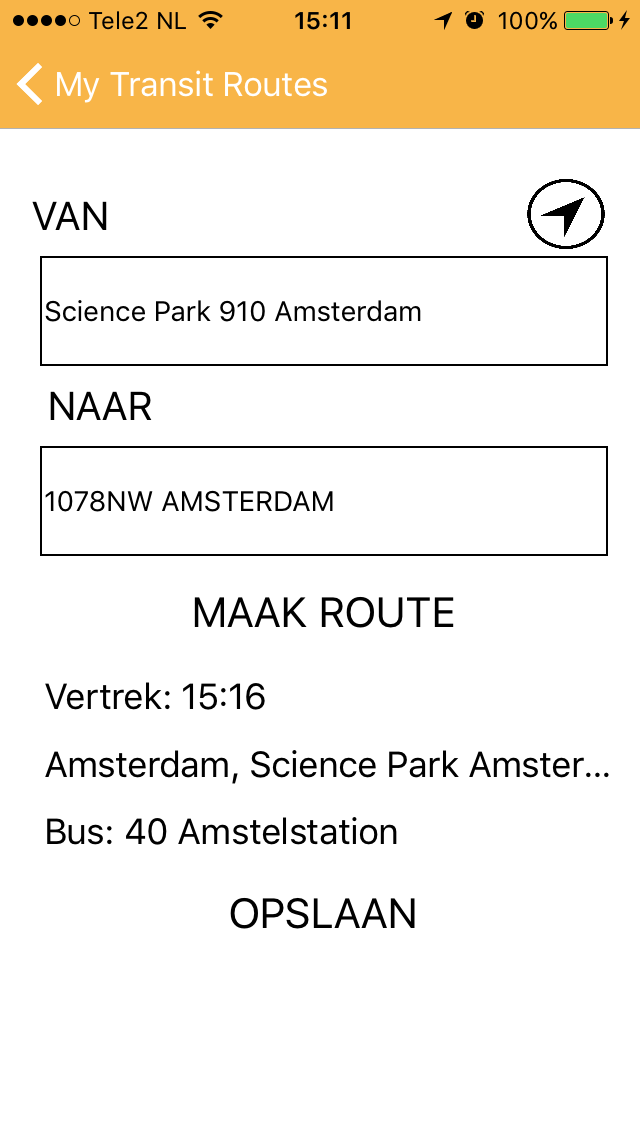 Tele2 NL 15:11 100%
My Transit Routes
VAN
Science Park 910 Amsterdam
NAAR
1078NW AMSTERDAM
MAAK ROUTE
Vertrek: 15:16
Amsterdam, Science Park Amster...
Bus: 40 Amstelstation
OPSLAAN